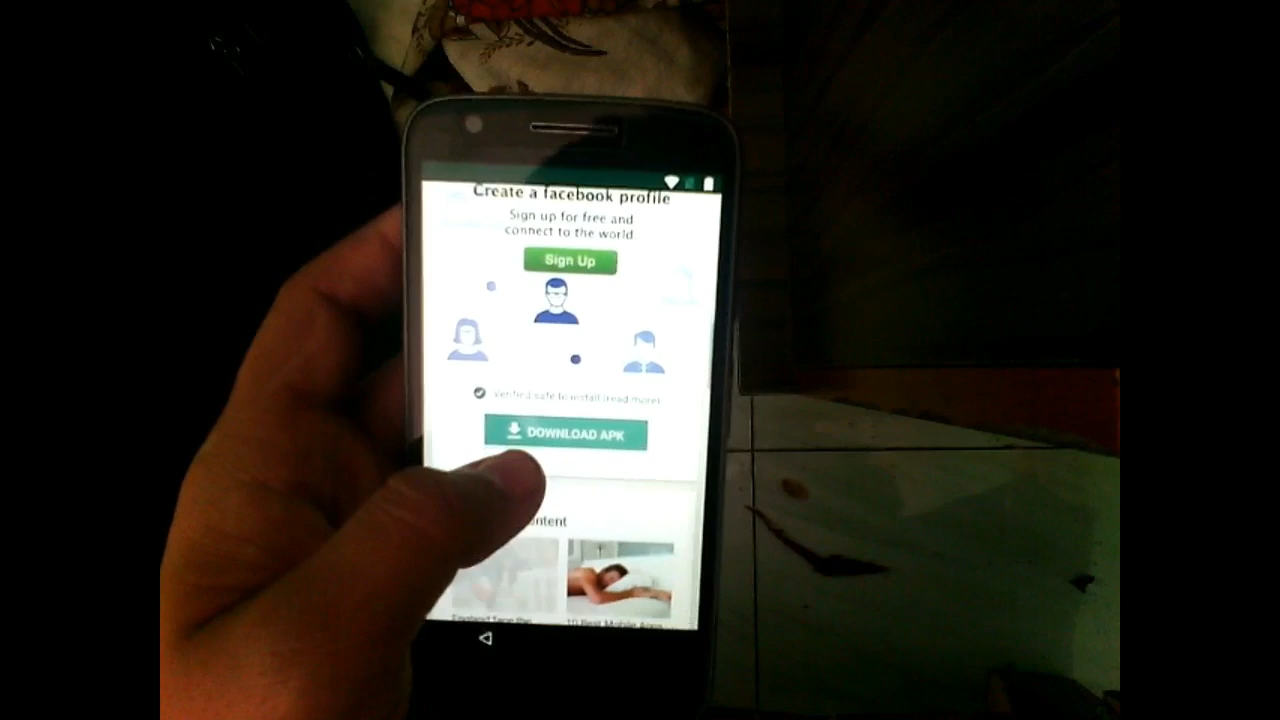 Create a facebook profile
Sign up for free and
connect to the world
Sign Up
Verified safe to install (read more)
DOWNLOAD APK
ontent
10 Best Mobile Apps